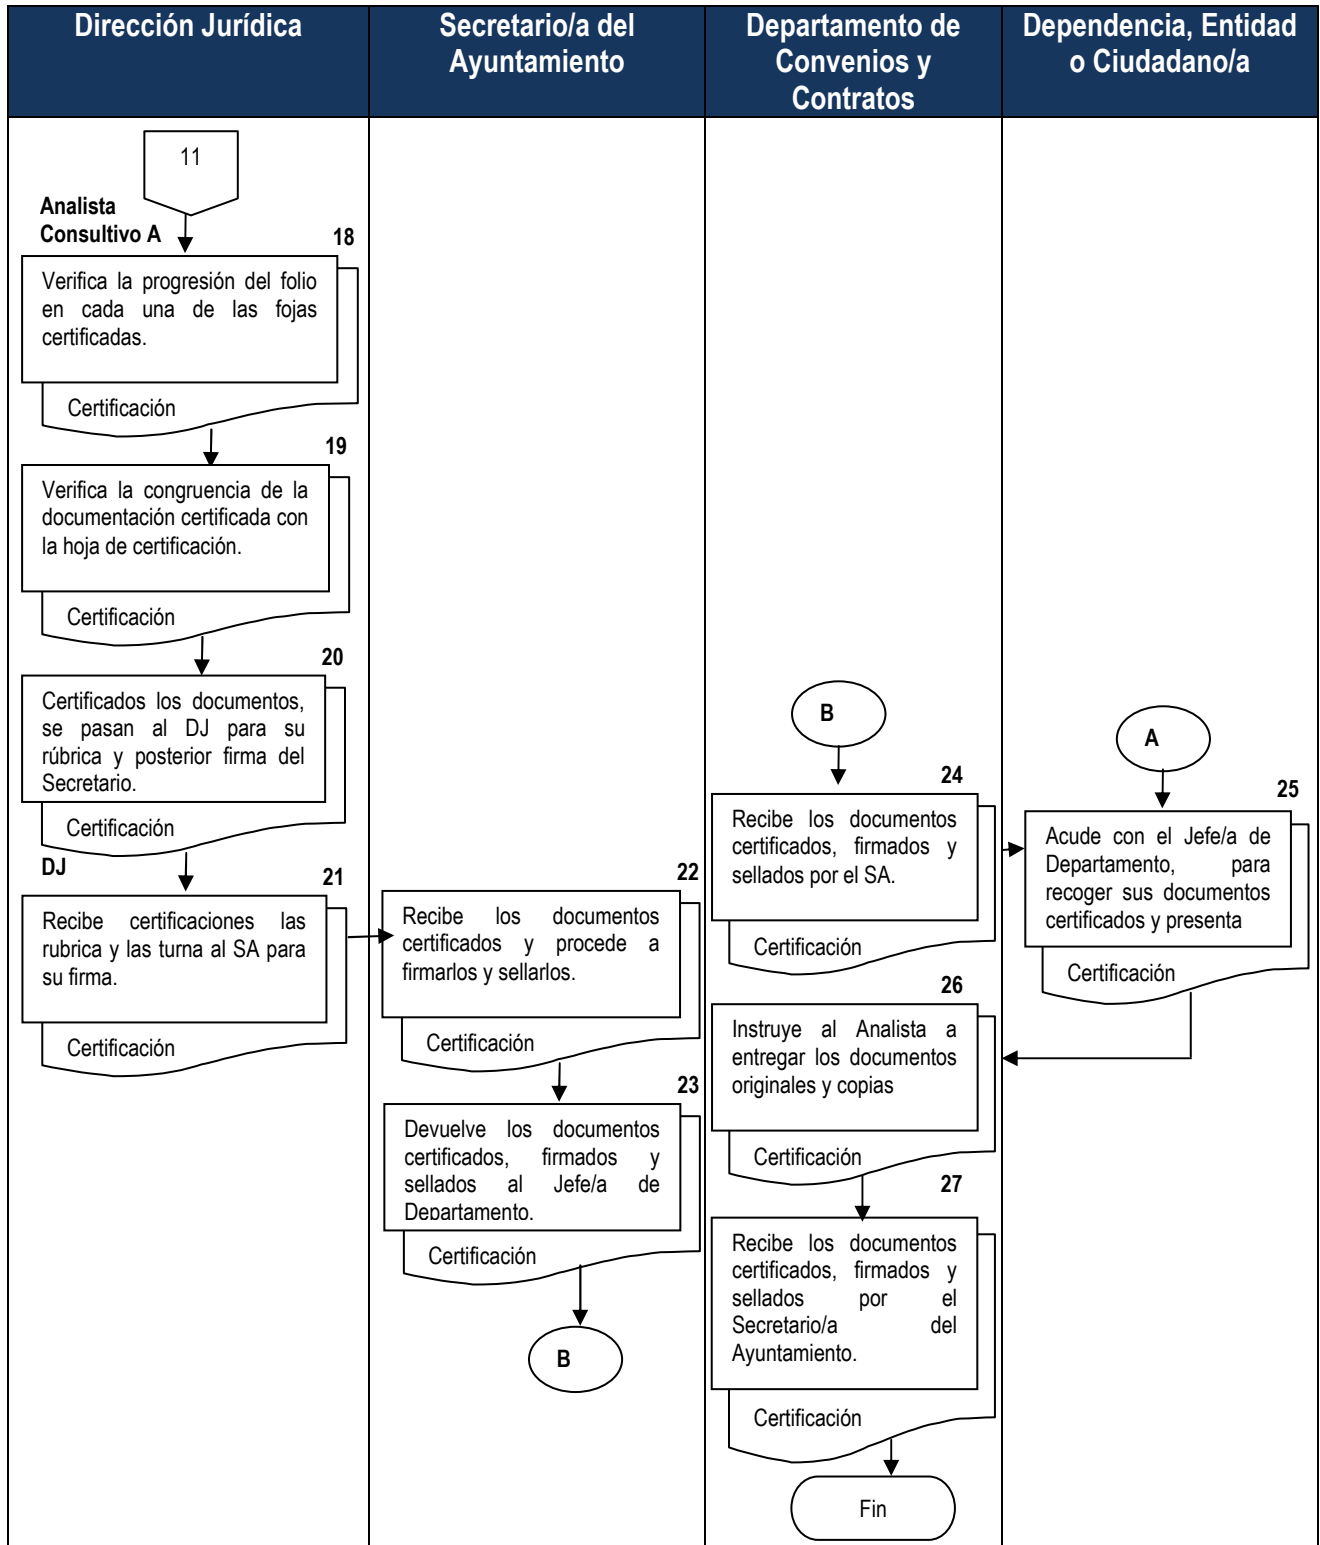 Dirección Jurídica
Secretario/a del
Ayuntamiento
Departamento de
Convenios y
Contratos
Dependencia, Entidad
o Ciudadano/a
11
Analista
Consultivo A
18
Verifica la progresión del folio
en cada una de las fojas
certificadas.
Certificación
19
Verifica la congruencia de la
documentación certificada con
la hoja de certificación.
Certificación
20
Certificados los documentos,
se pasan al DJ para su
rúbrica y posterior firma del
Secretario.
Certificación
DJ
21
Recibe certificaciones las
rubrica y las turna al SA para
su firma.
Certificación
22
Recibe los documentos
certificados y procede a
firmarlos y sellarlos.
Certificación
23
Devuelve los documentos
certificados, firmados y
sellados al Jefe/a de
Departamento.
Certificación
B
B
24
Recibe los documentos
certificados, firmados y
sellados por el SA.
Certificación
A
25
Acude con el Jefe/a de
Departamento, para
recoger sus documentos
certificados y presenta
Certificación
26
Instruye al Analista a
entregar los documentos
originales y copias
Certificación
27
Recibe los documentos
certificados, firmados y
sellados por el
Secretario/a del
Ayuntamiento.
Certificación
Fin